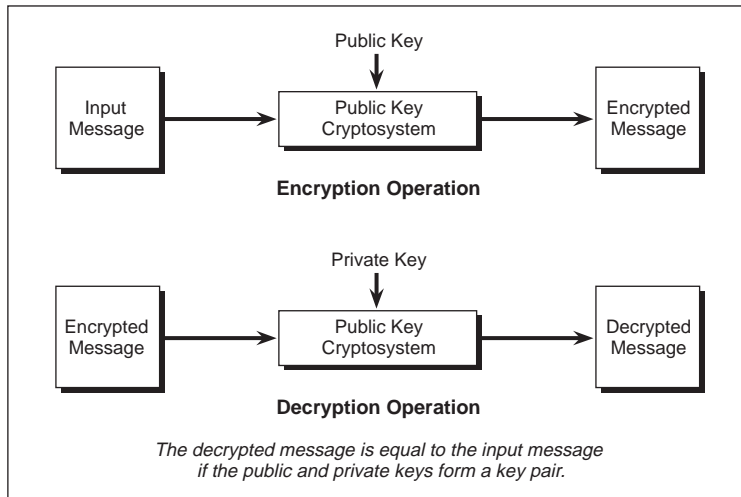 Public Key
Input
Message
Public Key
Cryptosystem
Encrypted
Message
Encryption Operation
Private Key
Encrypted
Message
Public Key
Cryptosystem
Decrypted
Message
Decryption Operation
The decrypted message is equal to the input message
if the public and private keys form a key pair.